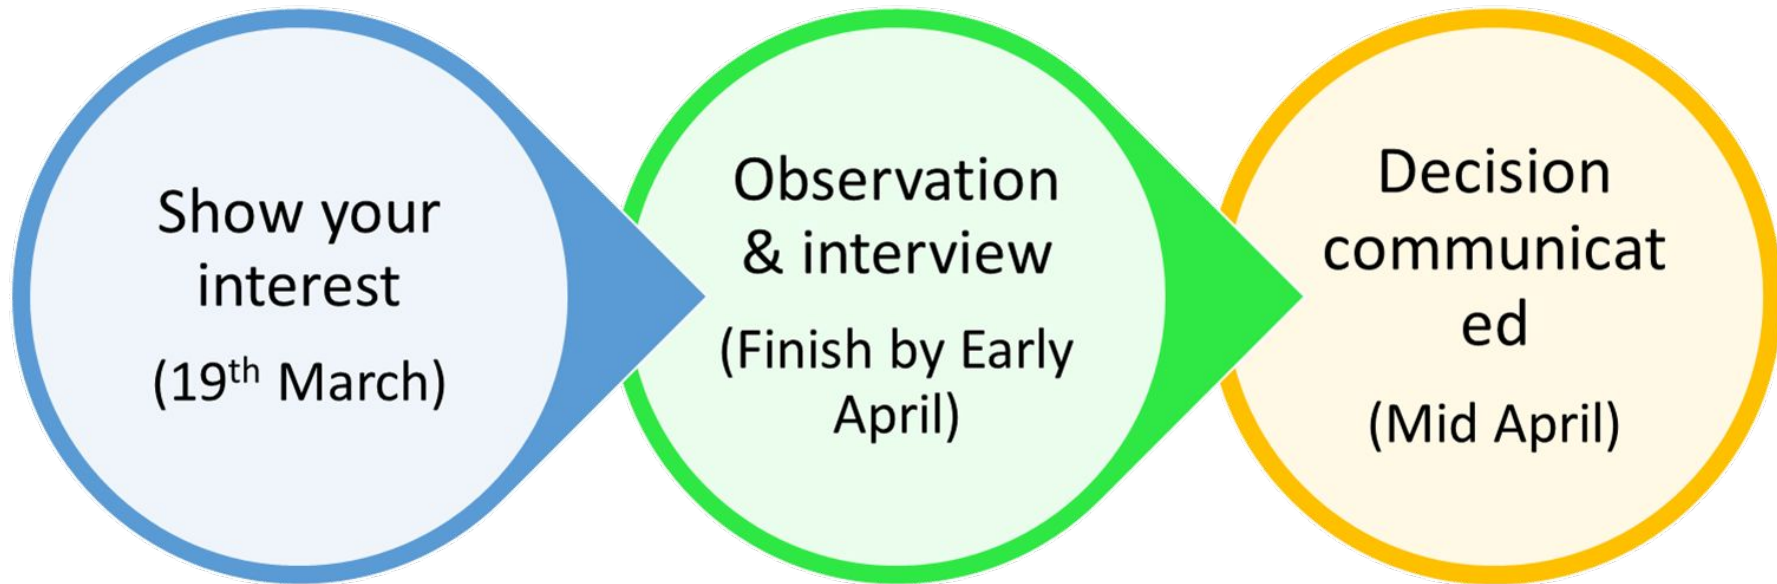 Show your
interest
(19th March)
Observation
& interview
(Finish by Early
April)
Decision
communicat
ed
(Mid April)